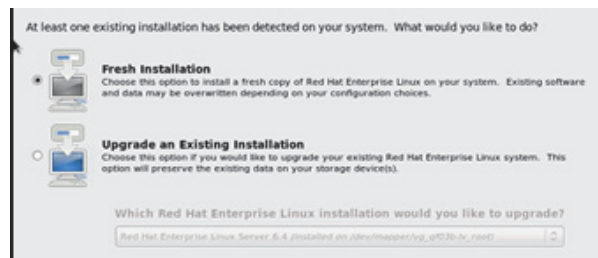 At least one existing installation has been detected on your system.  What would you like to do?
Fresh Installation
Choose this option to install a fresh copy of Red Hat Enterprise Linux on your system.  Existing software
and data may be overwritten depending on your configuration choices.
Upgrade an Existing Installation
Choose this option if you would like to upgrade your existing Red Hat Enterprise Linux system.  This
option will preserve the existing data on your storage device(s).
Which Red Hat Enterprise Linux installation would you like to upgrade?
Red Hat Enterprise Linux Server 6.4 (installed on